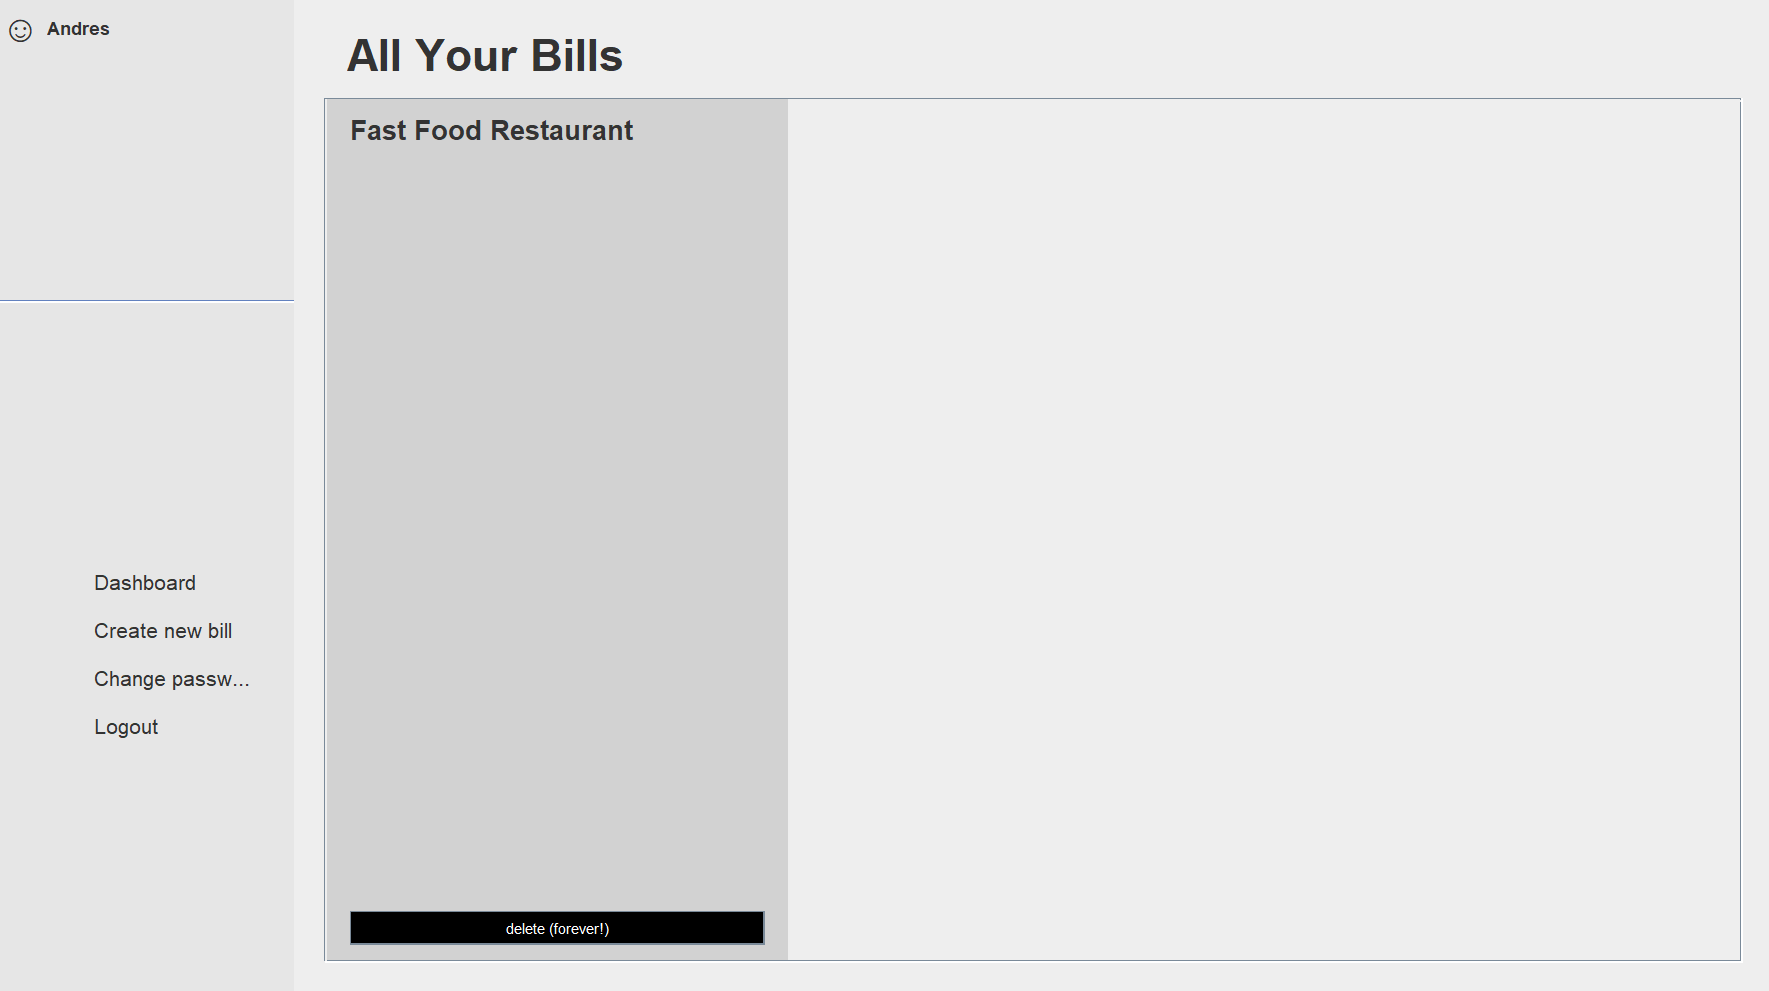 Andres
All Your Bills
Fast Food Restaurant
Dashboard
Create new bill
Change passw...
Logout
delete (forever!)